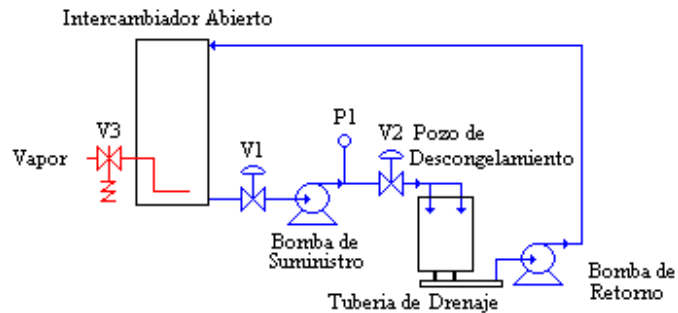 Intercambiador Abierto
P1
V3
V1
V2 Pozo de
Descongelamiento
Vapor
Bomba de
Suministro
Bomba de
Retorno
Tuberia de Drenaje